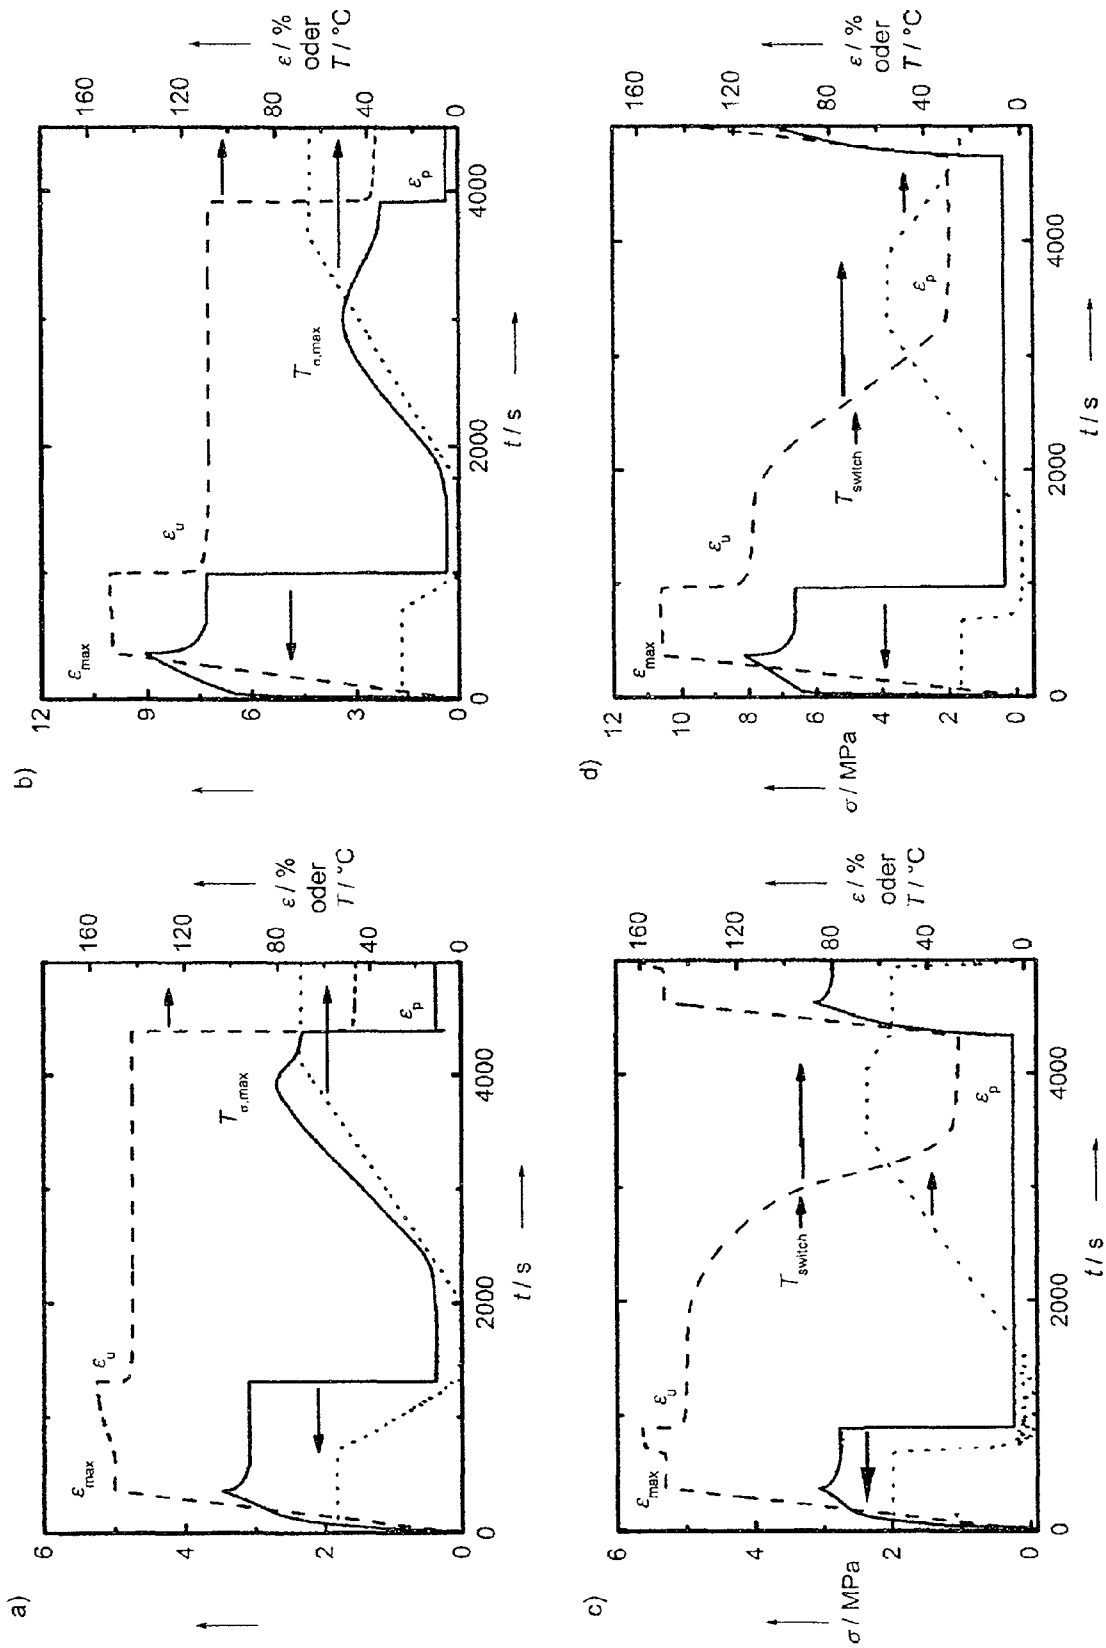 a)
6
4
2
0
160
120
80
40
0
ε / %
oder
T / °C
ε_max
ε_u
T_σ,max
ε_p
0
2000
4000
t / s
b)
12
9
6
3
0
160
120
80
40
0
ε / %
oder
T / °C
ε_max
ε_u
T_σ,max
ε_p
0
2000
4000
t / s
c)
σ / MPa
6
4
2
0
160
120
80
40
0
ε / %
oder
T / °C
ε_max
ε_u
T_switch
ε_p
0
2000
4000
t / s
d)
σ / MPa
12
10
8
6
4
2
0
160
120
80
40
0
ε / %
oder
T / °C
ε_max
ε_u
T_switch
ε_p
0
2000
4000
t / s